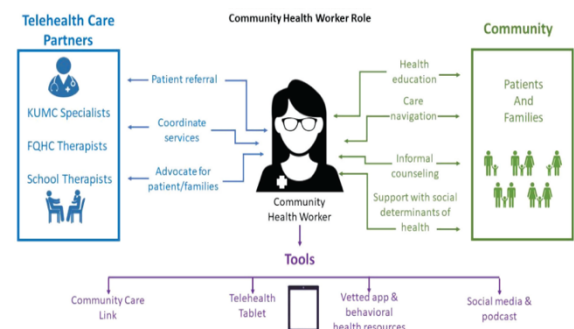 Telehealth Care
Partners
Community Health Worker Role
Community
KUMC Specialists
FQHC Therapists
School Therapists
Patient referral
Coordinate
services
Advocate for
patient/families
Community
Health Worker
Health
education
Care
navigation
Informal
counseling
Support with social
determinants of
health
Patients
And
Families
Tools
Community Care
Link
Telehealth
Tablet
Vetted app &
behavioral
health resources
Social media &
podcast